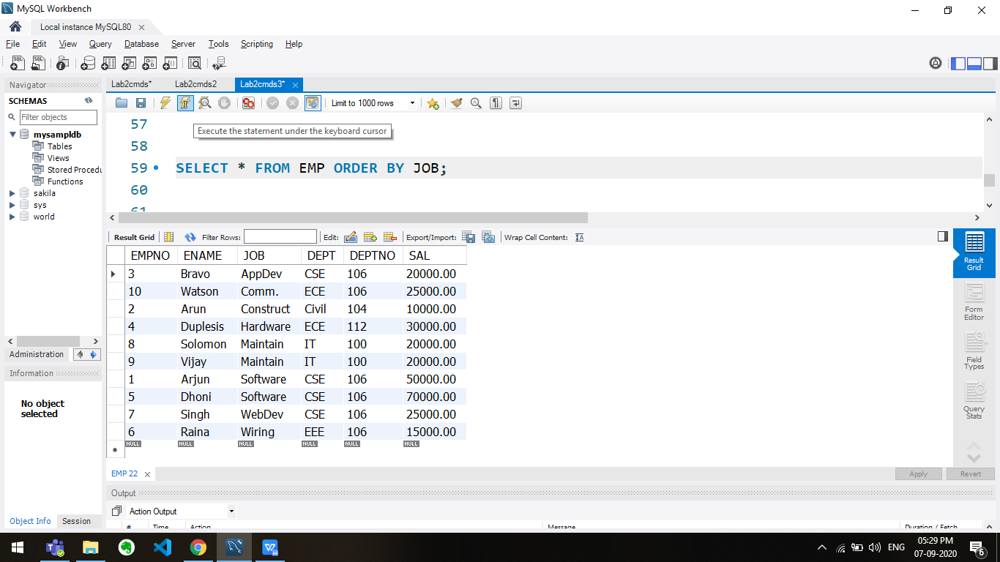 MySQL Workbench
Local instance MySQL80
File Edit View Query Database Server Tools Scripting Help
Navigator
SCHEMAS
Filter objects
mysampldb
Tables
Views
Stored Procedu
Functions
sakila
sys
world
Administration
Information
No object
selected
Object Info Session
Lab2cmds* Lab2cmds2 Lab2cmds3*
Limit to 1000 rows
57
Execute the statement under the keyboard cursor
58
59 SELECT * FROM EMP ORDER BY JOB;
60
61
Result Grid Filter Rows: Edit: Export/Import: Wrap Cell Content:
EMPNO ENAME JOB DEPT DEPTNO SAL
3 Bravo AppDev CSE 106 20000.00
10 Watson Comm. ECE 106 25000.00
2 Arun Construct Civil 104 10000.00
4 Duplesis Hardware ECE 112 30000.00
8 Solomon Maintain IT 100 20000.00
9 Vijay Maintain IT 100 20000.00
1 Arjun Software CSE 106 50000.00
5 Dhoni Software CSE 106 70000.00
7 Singh WebDev CSE 106 25000.00
6 Raina Wiring EEE 106 15000.00
NULL NULL NULL NULL NULL NULL
Result
Grid
Form
Editor
Field
Types
Query
Stats
EMP 22
Apply Revert
Output
Action Output
# Time Action Message Duration / Fetch
ENG
05:29 PM
07-09-2020
6